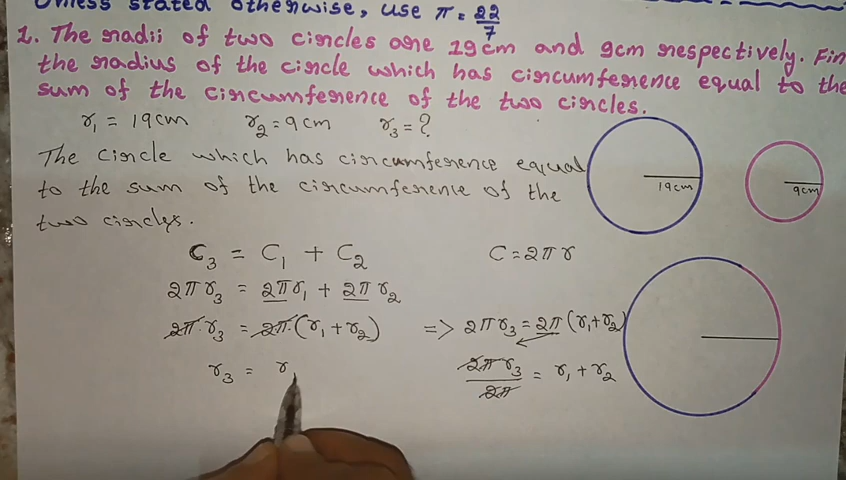 Unless stated otherwise, use π = 22/7
1. The radii of two circles are 19cm and 9cm respectively. Fin
the radius of the circle which has circumference equal to the
sum of the circumference of the two circles.
r₁ = 19cm r₂ = 9cm r₃ = ?
The circle which has circumference equal
to the sum of the circumference of the
two circles.
19cm
9cm
C₃ = C₁ + C₂ C = 2πr
2πr₃ = 2πr₁ + 2πr₂
2π·r₃ = 2π·(r₁+r₂) => 2πr₃ = 2π(r₁+r₂)
r₃ = r₁ 2πr₃/2π = r₁ + r₂